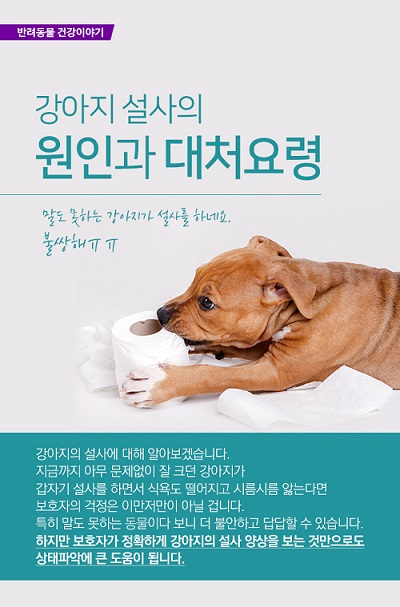 반려동물 건강이야기
강아지 설사의
원인과 대처요령
말도 못하는 강아지가 설사를 하네요.
불쌍해ㅠㅠ
강아지의 설사에 대해 알아보겠습니다.
지금까지 아무 문제없이 잘 크던 강아지가
갑자기 설사를 하면서 식욕도 떨어지고 시름시름 앓는다면
보호자의 걱정은 이만저만이 아닐 겁니다.
특히 말도 못하는 동물이다 보니 더 불안하고 답답할 수 있습니다.
하지만 보호자가 정확하게 강아지의 설사 양상을 보는 것만으로도
상태파악에 큰 도움이 됩니다.